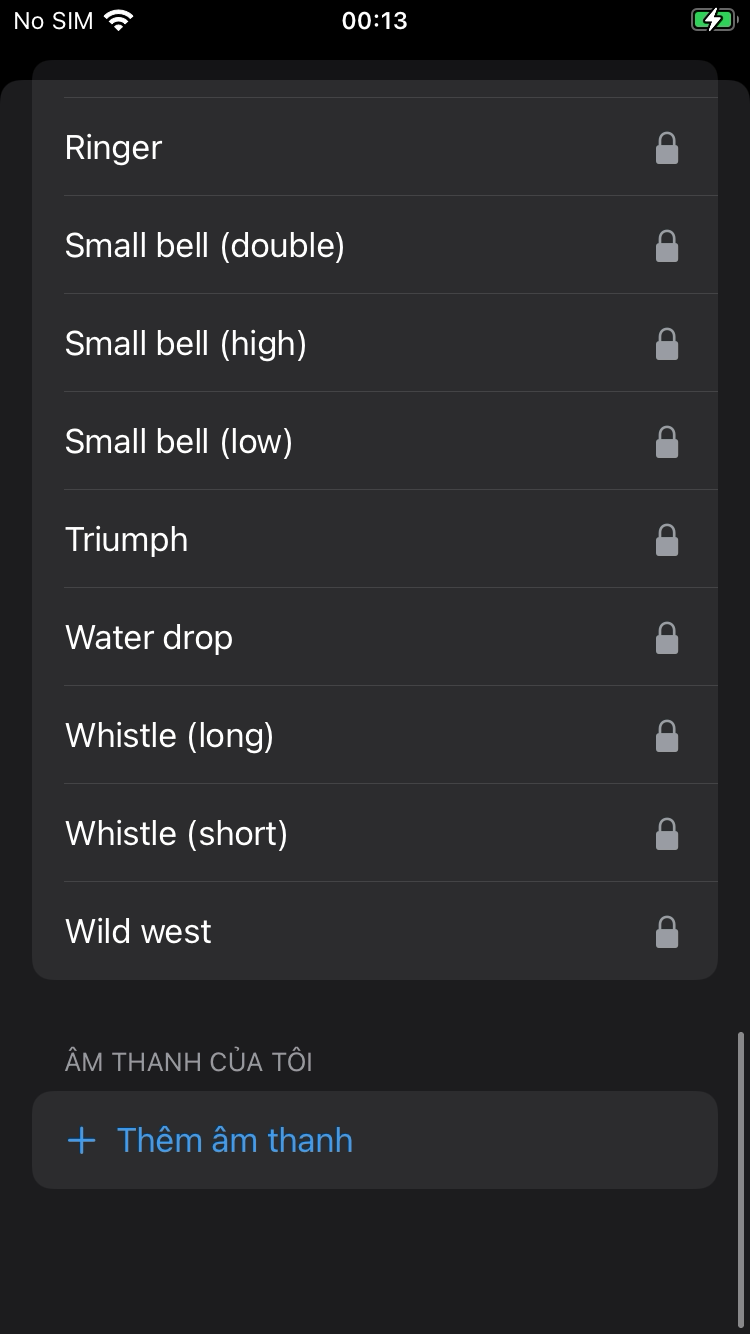 No SIM 00:13
Ringer
Small bell (double)
Small bell (high)
Small bell (low)
Triumph
Water drop
Whistle (long)
Whistle (short)
Wild west
ÂM THANH CỦA TÔI
+ Thêm âm thanh